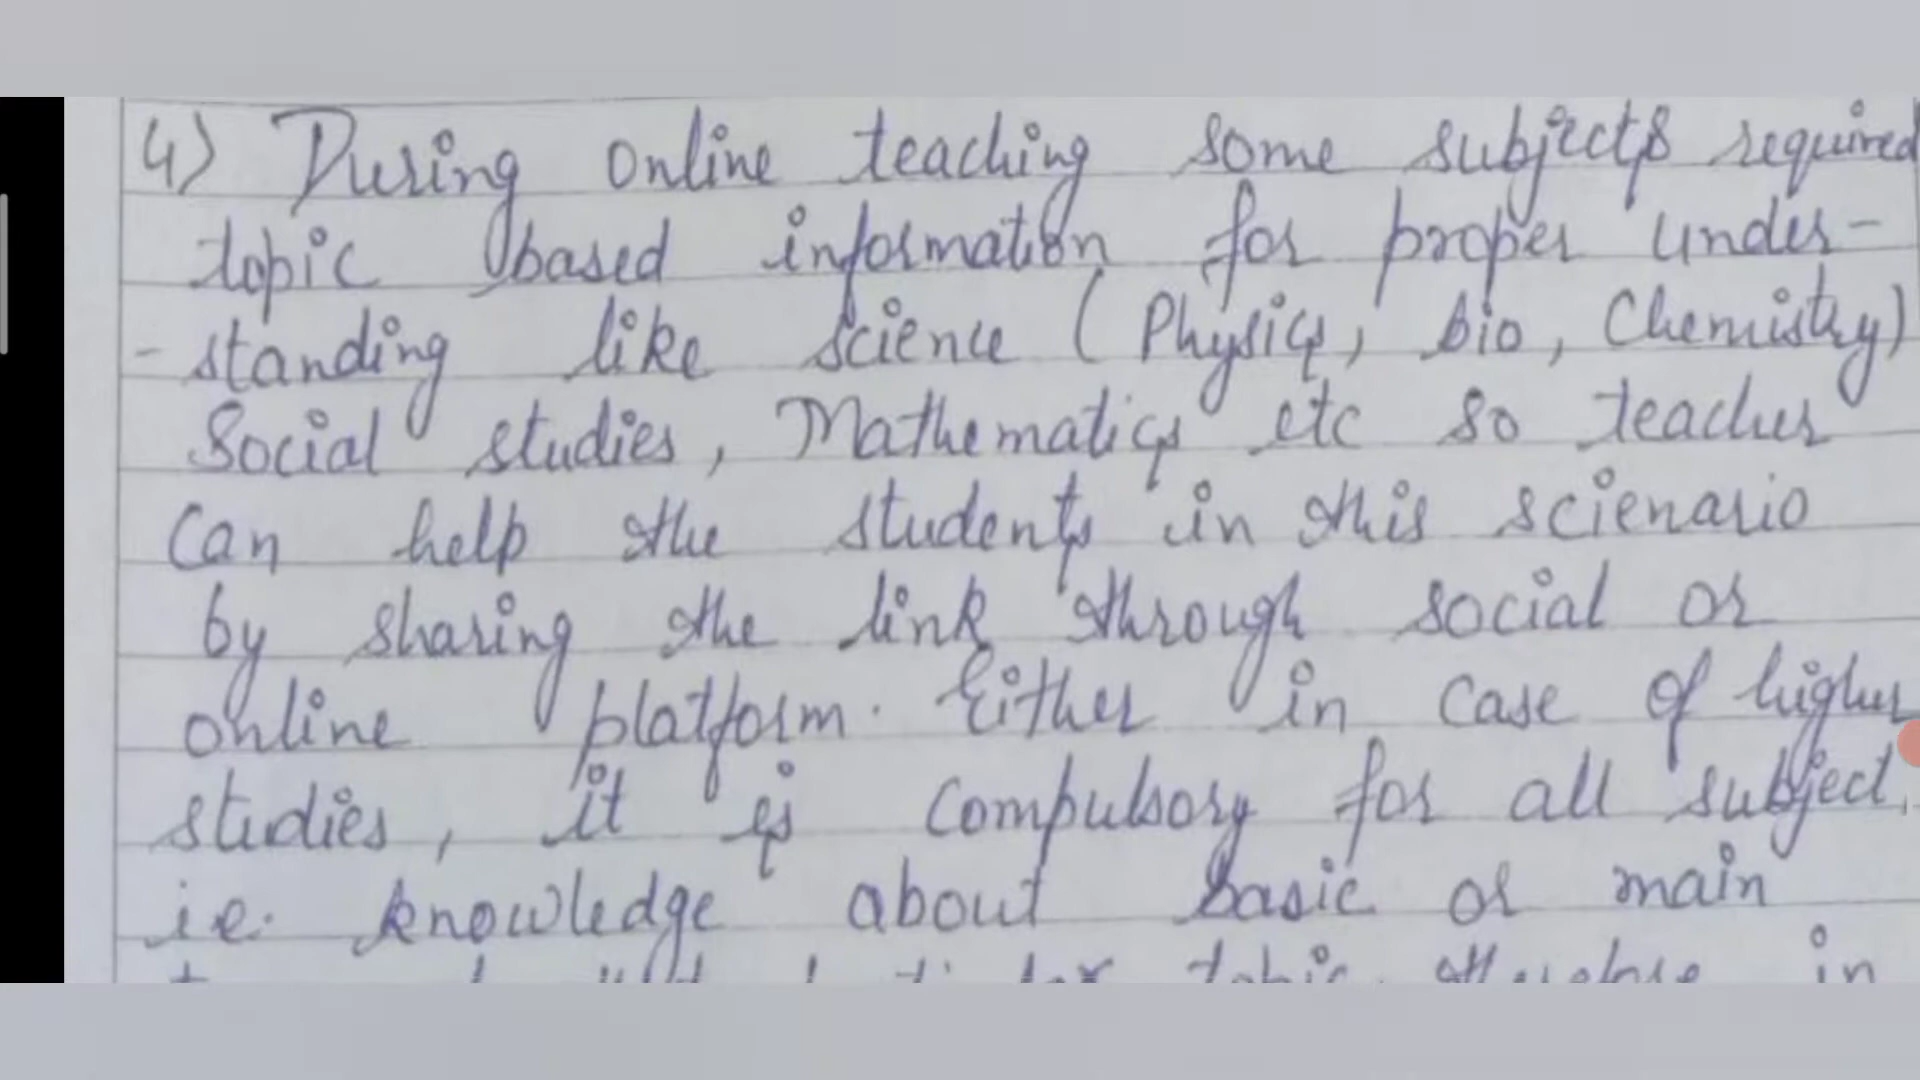 4) During online teaching some subjects required
topic based information for proper under-
- standing like science ( Physics, bio, Chemistry)
Social studies, Mathematics etc so teacher
can help the students in this scienario
by sharing the link through social or
online platform. Either in case of higher
studies, it is compulsory for all subject,
i.e. knowledge about basic or main
topic, therefore in